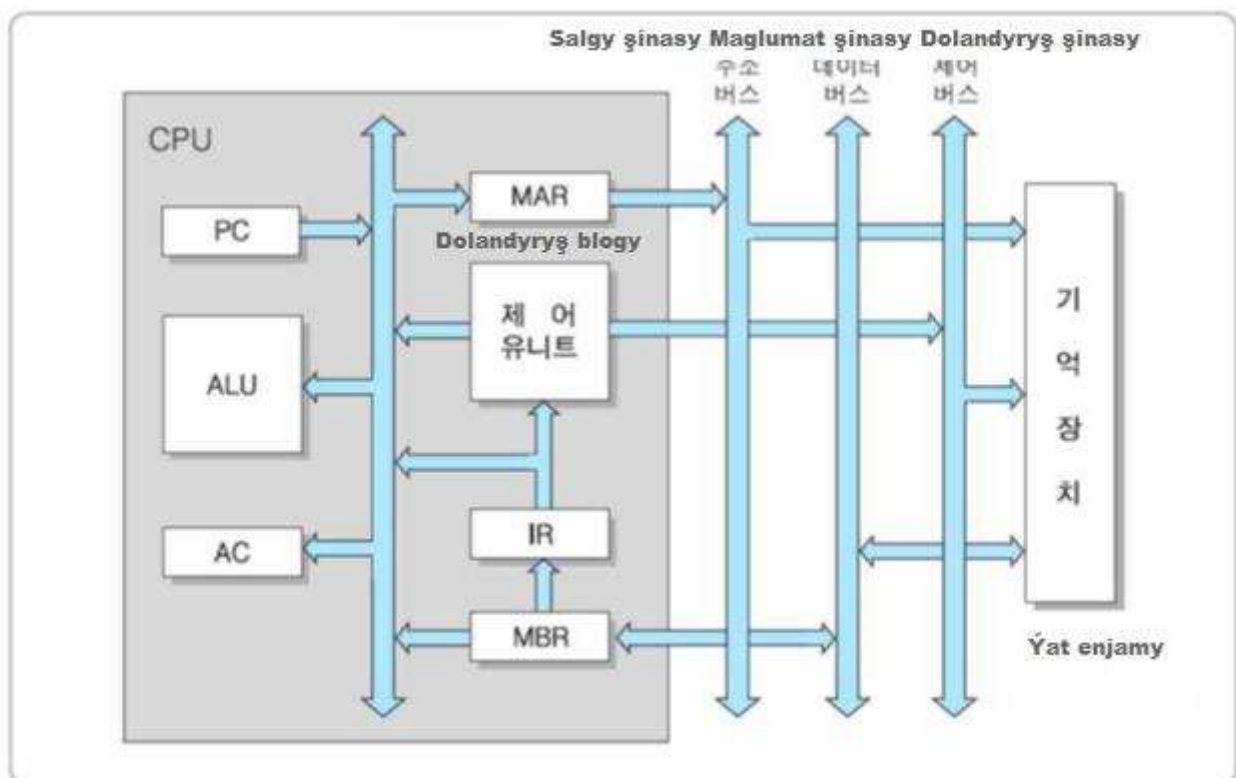 Salgy şinasy Maglumat şinasy Dolandyryş şinasy
주소 데이터 제어
버스 버스 버스
CPU
MAR
PC
Dolandyryş blogy
제 어
유니트
ALU
IR
AC
MBR
기
억
장
치
Ýat enjamy